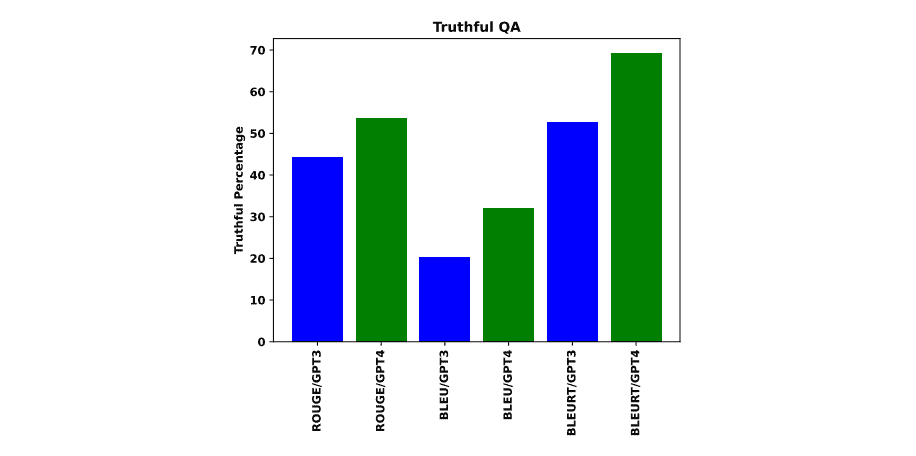 Truthful QA
Truthful Percentage
70
60
50
40
30
20
10
0
ROUGE/GPT3
ROUGE/GPT4
BLEU/GPT3
BLEU/GPT4
BLEURT/GPT3
BLEURT/GPT4